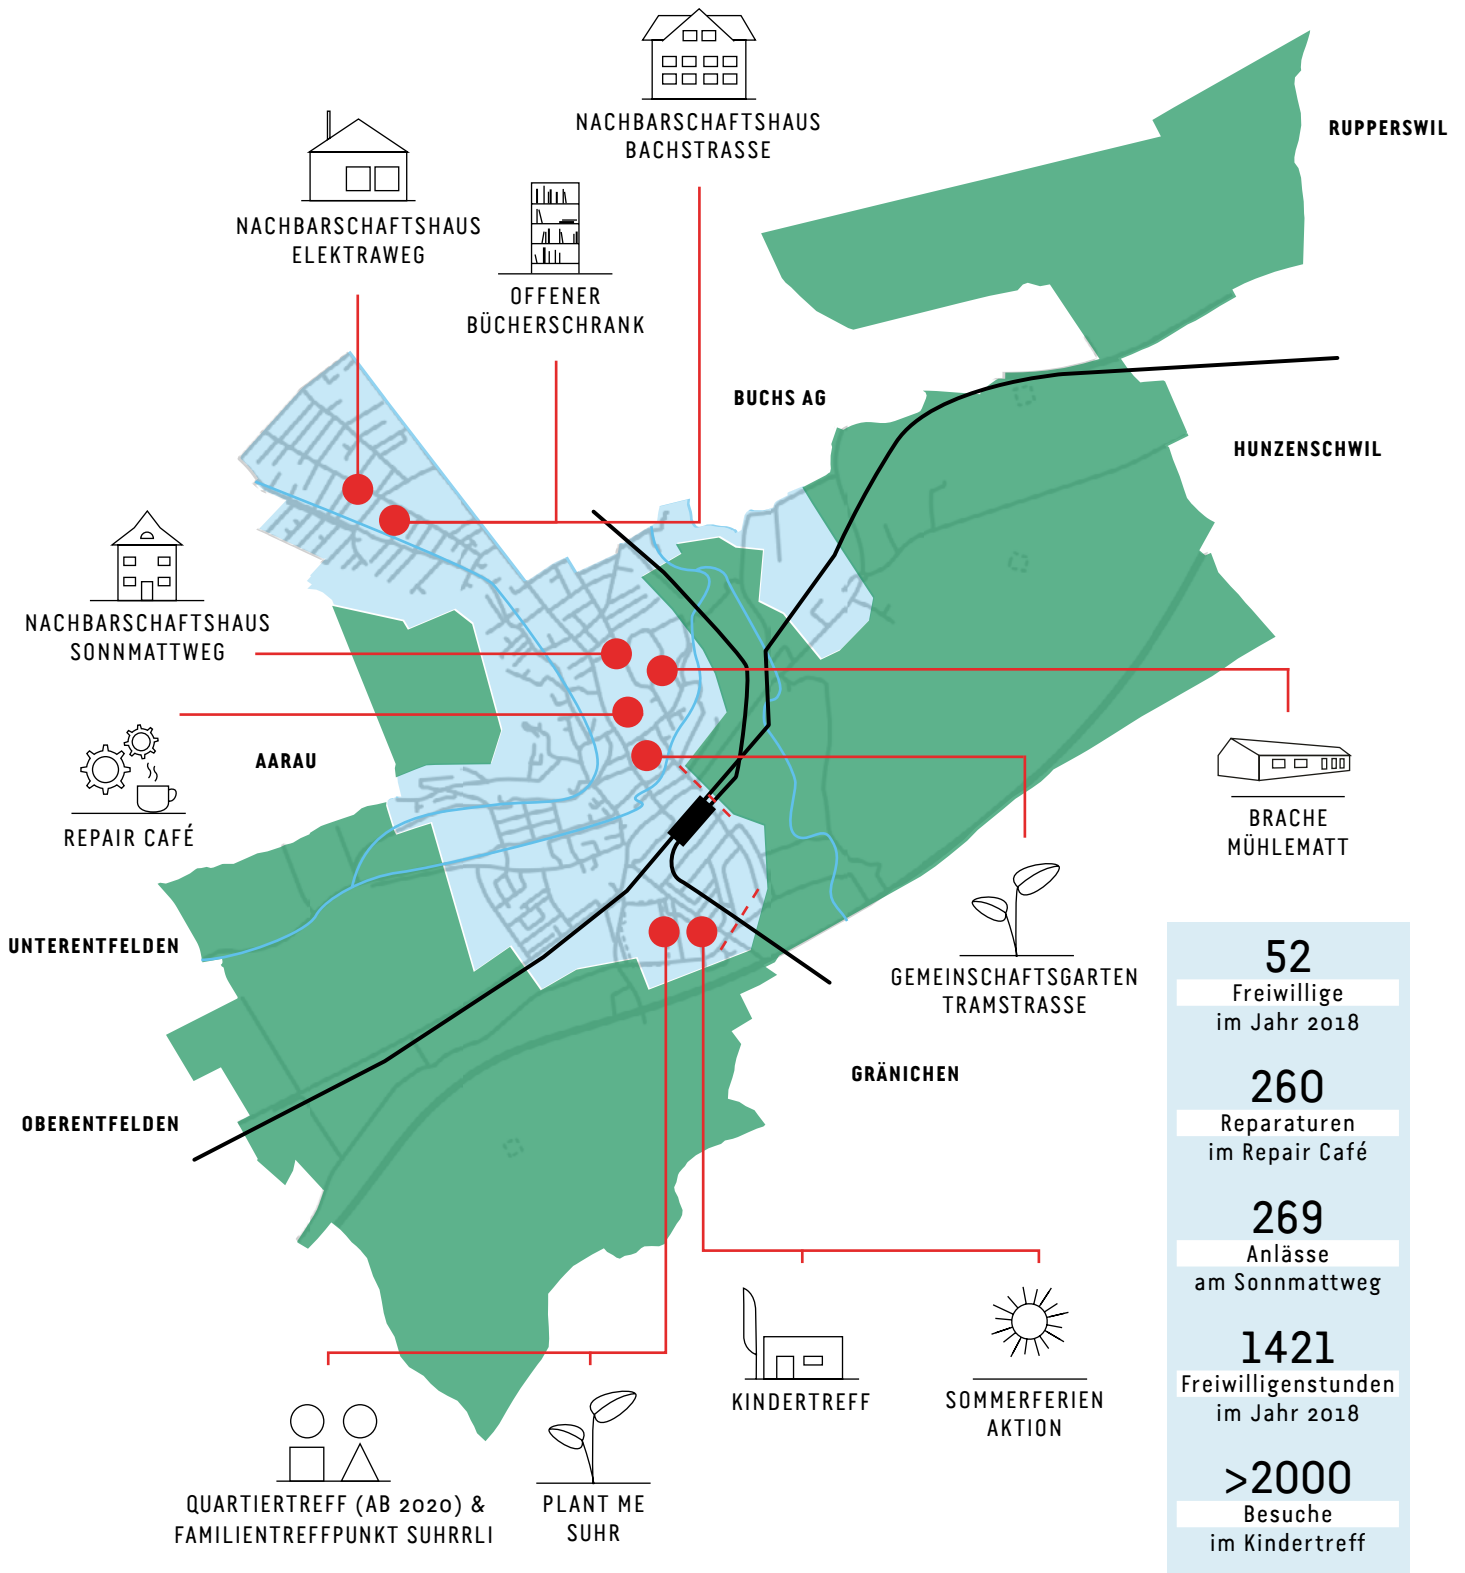 NACHBARSCHAFTSHAUS
BACHSTRASSE
RUPPERSWIL
NACHBARSCHAFTSHAUS
ELEKTRAWEG
OFFENER
BÜCHERSCHRANK
BUCHS AG
HUNZENSCHWIL
NACHBARSCHAFTSHAUS
SONNMATTWEG
AARAU
REPAIR CAFÉ
BRACHE
MÜHLEMATT
UNTERENTFELDEN
GEMEINSCHAFTSGARTEN
TRAMSTRASSE
GRÄNICHEN
OBERENTFELDEN
KINDERTREFF
SOMMERFERIEN
AKTION
QUARTIERTREFF (AB 2020) &
FAMILIENTREFFPUNKT SUHRRLI
PLANT ME
SUHR
52
Freiwillige
im Jahr 2018
260
Reparaturen
im Repair Café
269
Anlässe
am Sonnmattweg
1421
Freiwilligenstunden
im Jahr 2018
>2000
Besuche
im Kindertreff